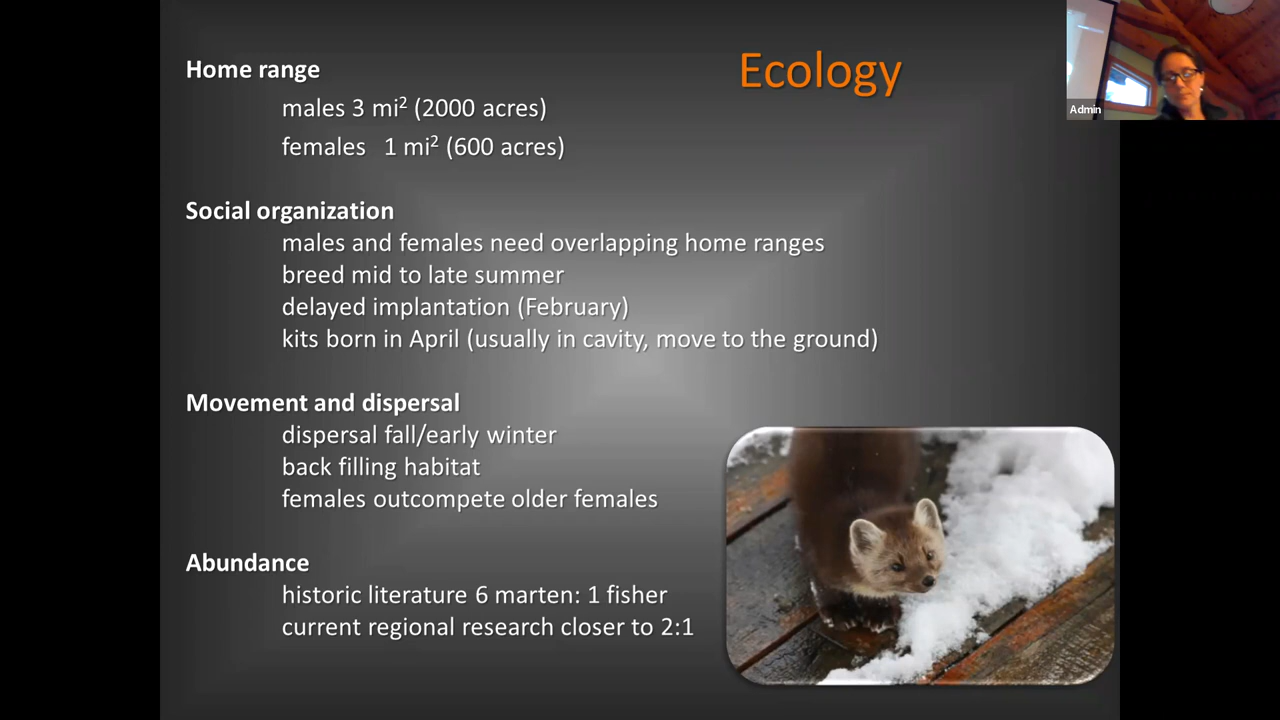 Ecology
Home range
males 3 mi² (2000 acres)
females 1 mi² (600 acres)
Social organization
males and females need overlapping home ranges
breed mid to late summer
delayed implantation (February)
kits born in April (usually in cavity, move to the ground)
Movement and dispersal
dispersal fall/early winter
back filling habitat
females outcompete older females
Abundance
historic literature 6 marten: 1 fisher
current regional research closer to 2:1
Admin